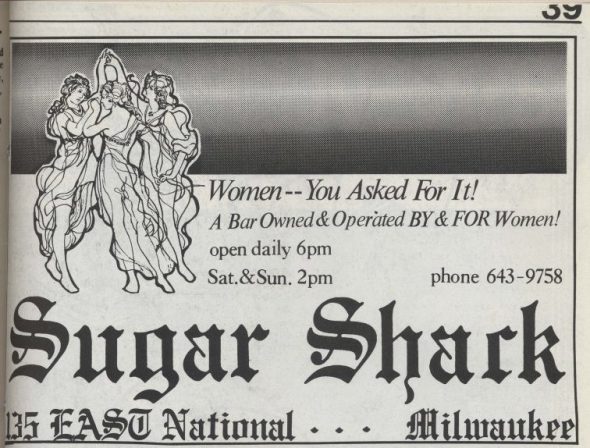 39
Women--You Asked For It!
A Bar Owned & Operated BY & FOR Women!
open daily 6pm
Sat.&Sun. 2pm
phone 643-9758
Sugar Shack
135 EAST National . . . Milwaukee